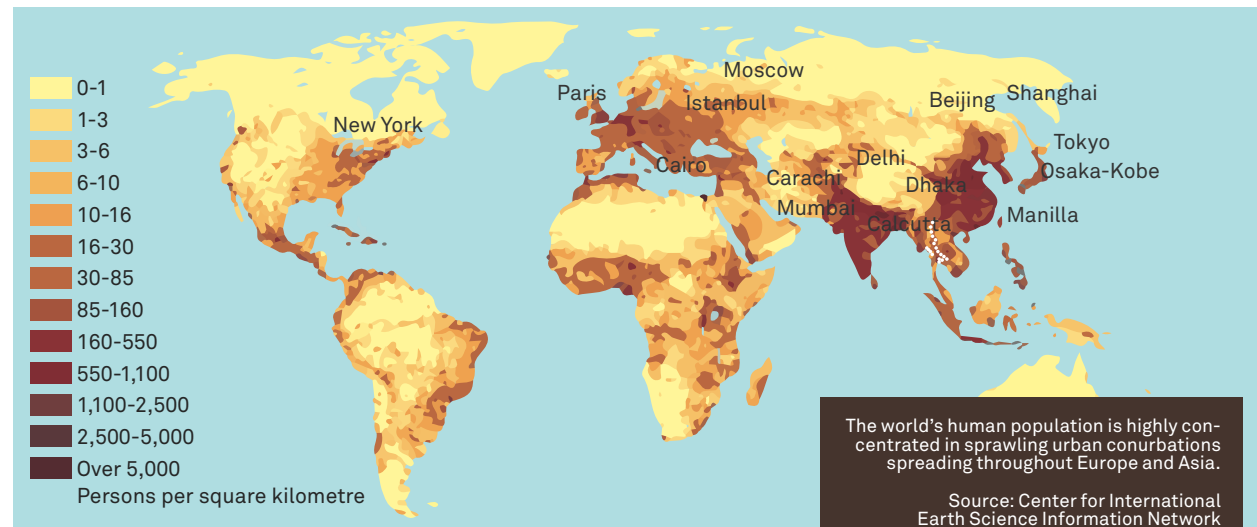 0-1
1-3
3-6
6-10
10-16
16-30
30-85
85-160
160-550
550-1,100
1,100-2,500
2,500-5,000
Over 5,000
Persons per square kilometre
New York
Paris
Moscow
Istanbul
Cairo
Beijing
Shanghai
Tokyo
Osaka-Kobe
Delhi
Carachi
Dhaka
Mumbai
Calcutta
Manilla
The world’s human population is highly con-
centrated in sprawling urban conurbations
spreading throughout Europe and Asia.
Source: Center for International
Earth Science Information Network